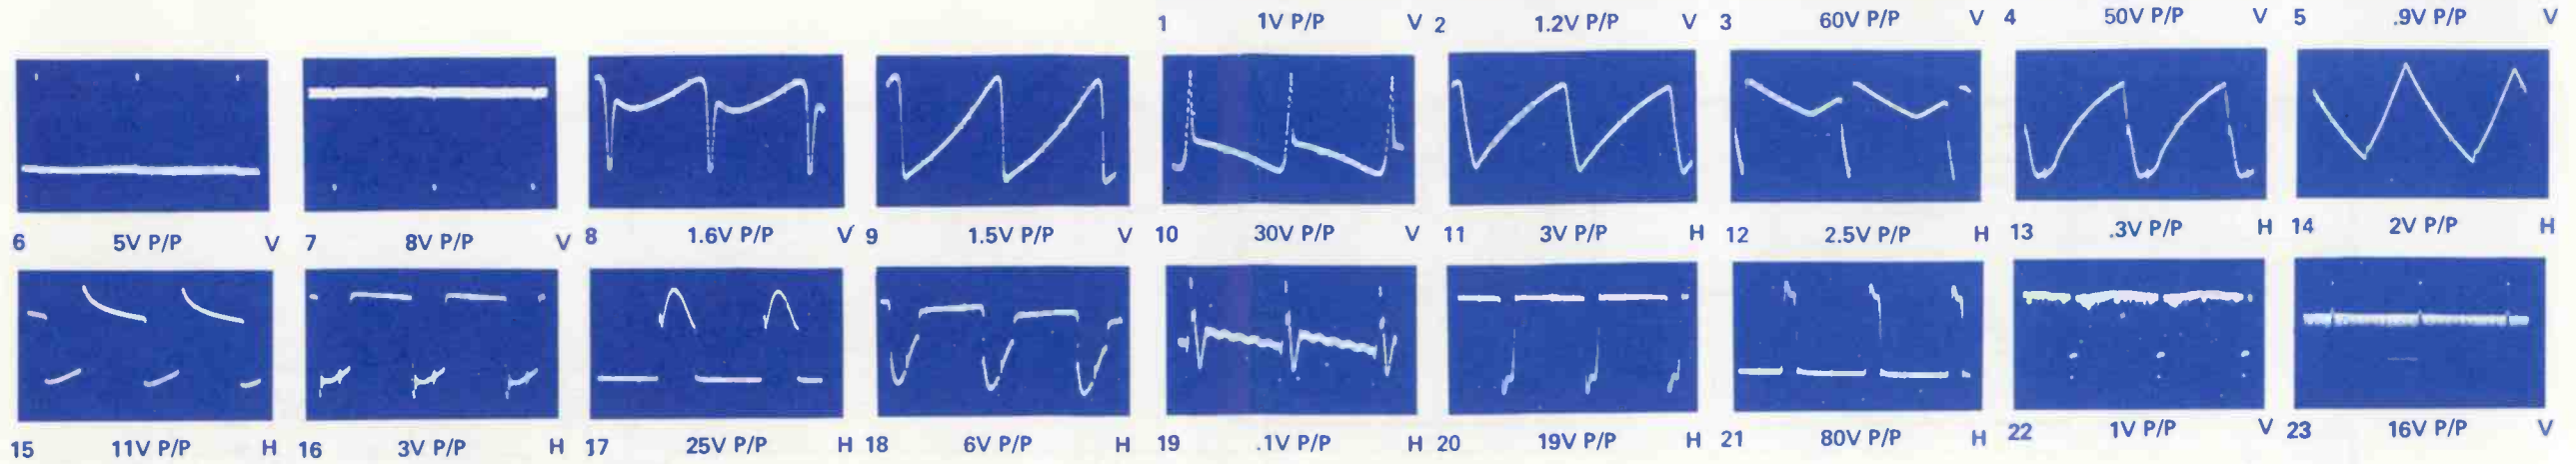 1 1V P/P V 2 1.2V P/P V 3 60V P/P V 4 50V P/P V 5 .9V P/P V
6 5V P/P V 7 8V P/P V 8 1.6V P/P V 9 1.5V P/P V 10 30V P/P V 11 3V P/P H 12 2.5V P/P H 13 .3V P/P H 14 2V P/P H
15 11V P/P H 16 3V P/P H 17 25V P/P H 18 6V P/P H 19 .1V P/P H 20 19V P/P H 21 80V P/P H 22 1V P/P V 23 16V P/P V